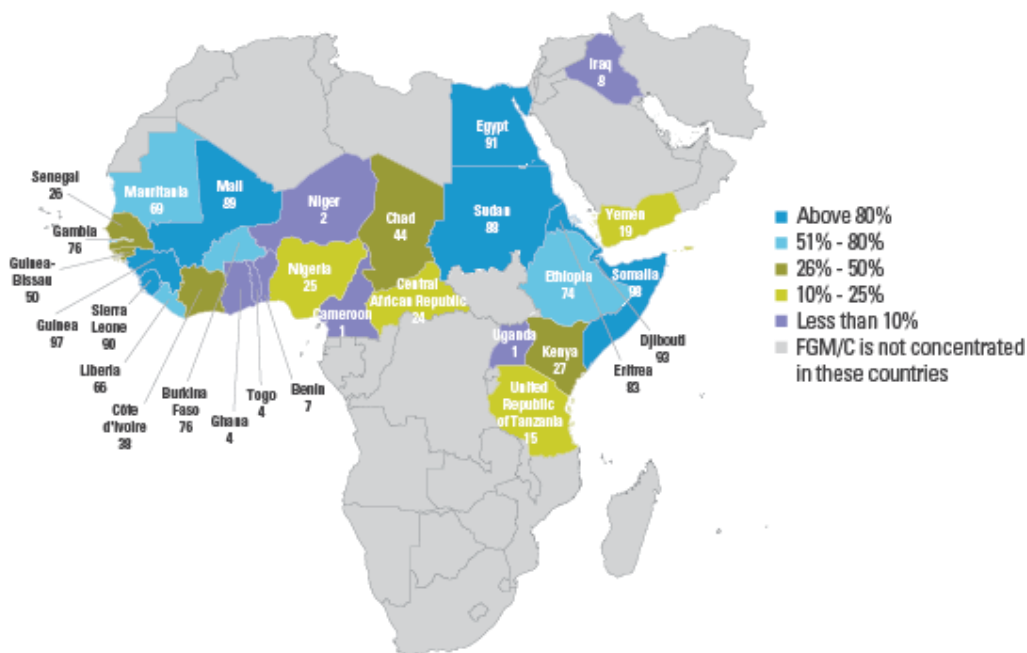 Iraq
8
Egypt
91
Senegal
26
Mauritania
69
Mali
89
Niger
2
Chad
44
Sudan
88
Yemen
19
Gambia
76
Guinea-
Bissau
50
Nigeria
25
Central
African Republic
24
Ethiopia
74
Somalia
98
Guinea
97
Sierra
Leone
90
Cameroon
1
Uganda
1
Kenya
27
Djibouti
93
Eritrea
83
Liberia
66
Côte
d'Ivoire
38
Burkina
Faso
76
Ghana
4
Togo
4
Benin
7
United
Republic
of Tanzania
15
Above 80%
51% - 80%
26% - 50%
10% - 25%
Less than 10%
FGM/C is not concentrated
in these countries